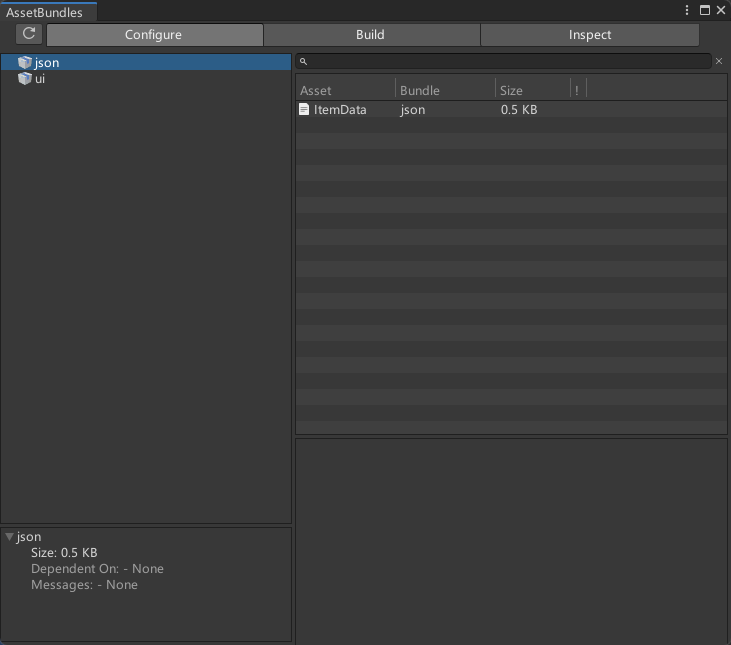 AssetBundles
Configure Build Inspect
json
ui
Asset Bundle Size !
ItemData json 0.5 KB
json
Size: 0.5 KB
Dependent On: - None
Messages: - None